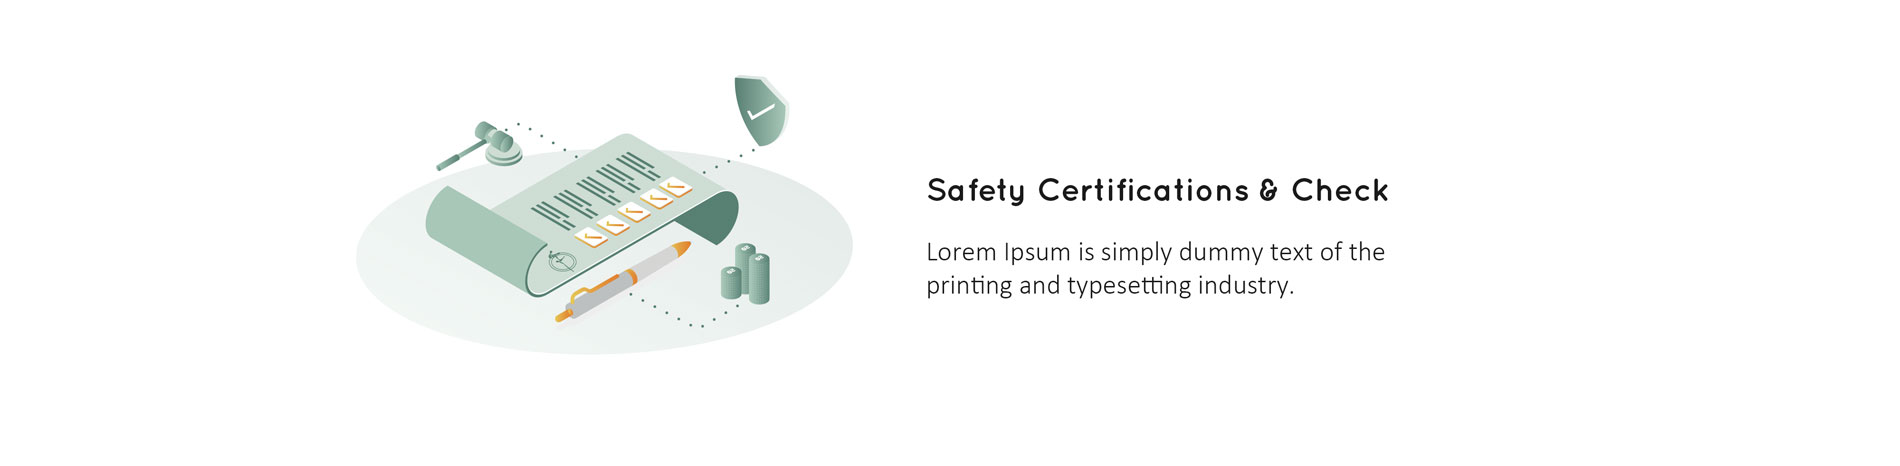 Safety Certifications & Check
Lorem Ipsum is simply dummy text of the
printing and typesetting industry.